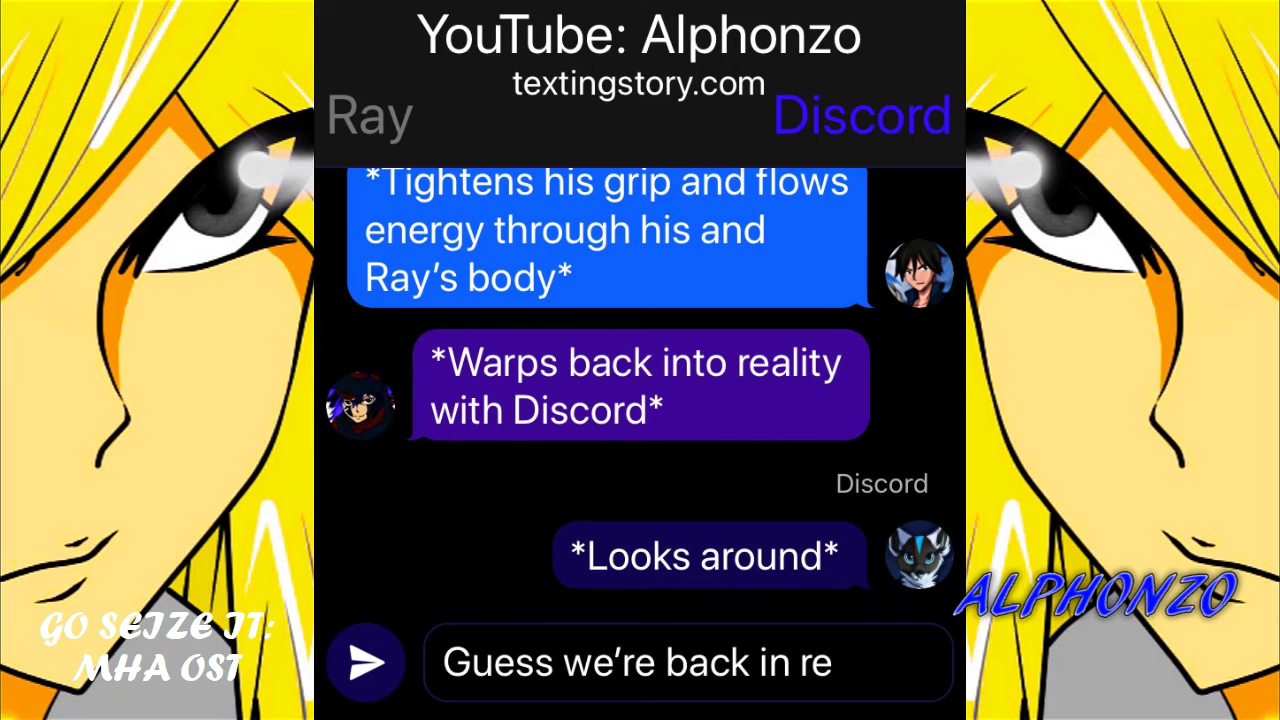 YouTube: Alphonzo
textingstory.com
Ray
Discord
*Tightens his grip and flows
energy through his and
Ray’s body*
*Warps back into reality
with Discord*
Discord
*Looks around*
Guess we’re back in re
GO SEIZE IT:
MHA OST
ALPHONZO